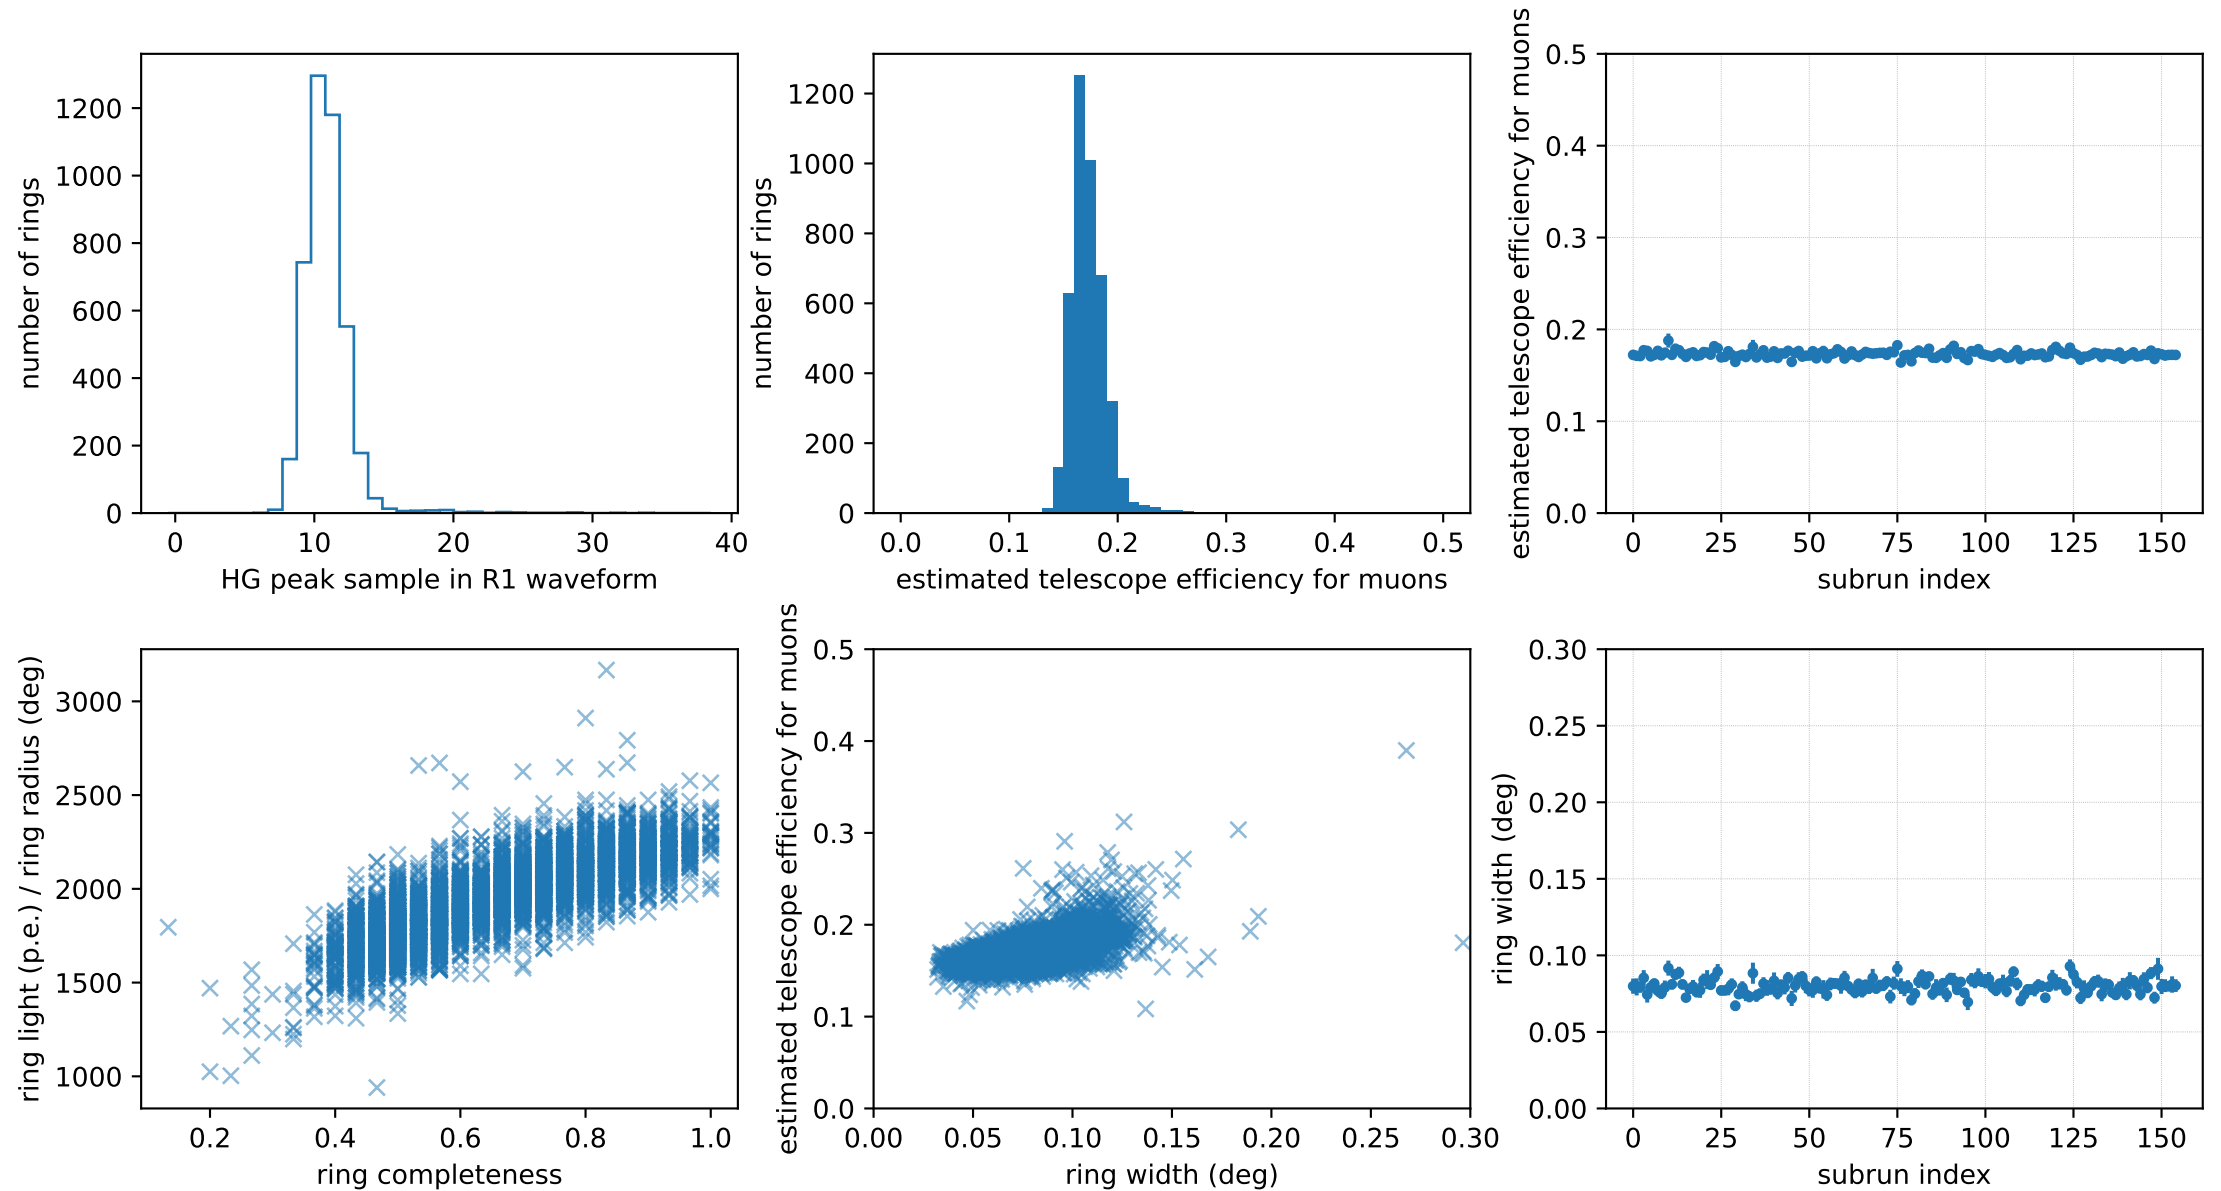 number of rings
1200
1000
800
600
400
200
0
0 10 20 30 40
HG peak sample in R1 waveform
number of rings
1200
1000
800
600
400
200
0
0.0 0.1 0.2 0.3 0.4 0.5
estimated telescope efficiency for muons
estimated telescope efficiency for muons
0.5
0.4
0.3
0.2
0.1
0.0
0 25 50 75 100 125 150
subrun index
ring light (p.e.) / ring radius (deg)
3000
2500
2000
1500
1000
0.2 0.4 0.6 0.8 1.0
ring completeness
estimated telescope efficiency for muons
0.5
0.4
0.3
0.2
0.1
0.0
0.00 0.05 0.10 0.15 0.20 0.25 0.30
ring width (deg)
ring width (deg)
0.30
0.25
0.20
0.15
0.10
0.05
0.00
0 25 50 75 100 125 150
subrun index